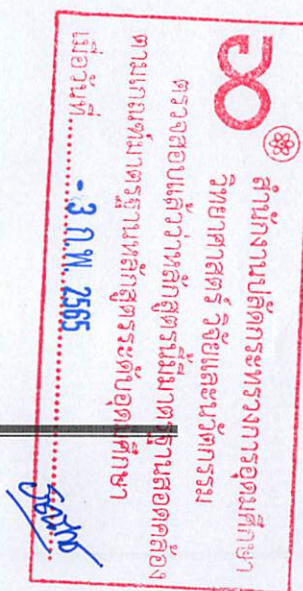 สำนักงานปลัดกระทรวงการอุดมศึกษา
วิทยาศาสตร์ วิจัยและนวัตกรรม
ตรวจสอบแล้วว่าหลักสูตรนี้มีมาตรฐานสอดคล้อง
ตามเกณฑ์มาตรฐานหลักสูตรระดับอุดมศึกษา
เมื่อวันที่ - 3 ก.พ. 2565